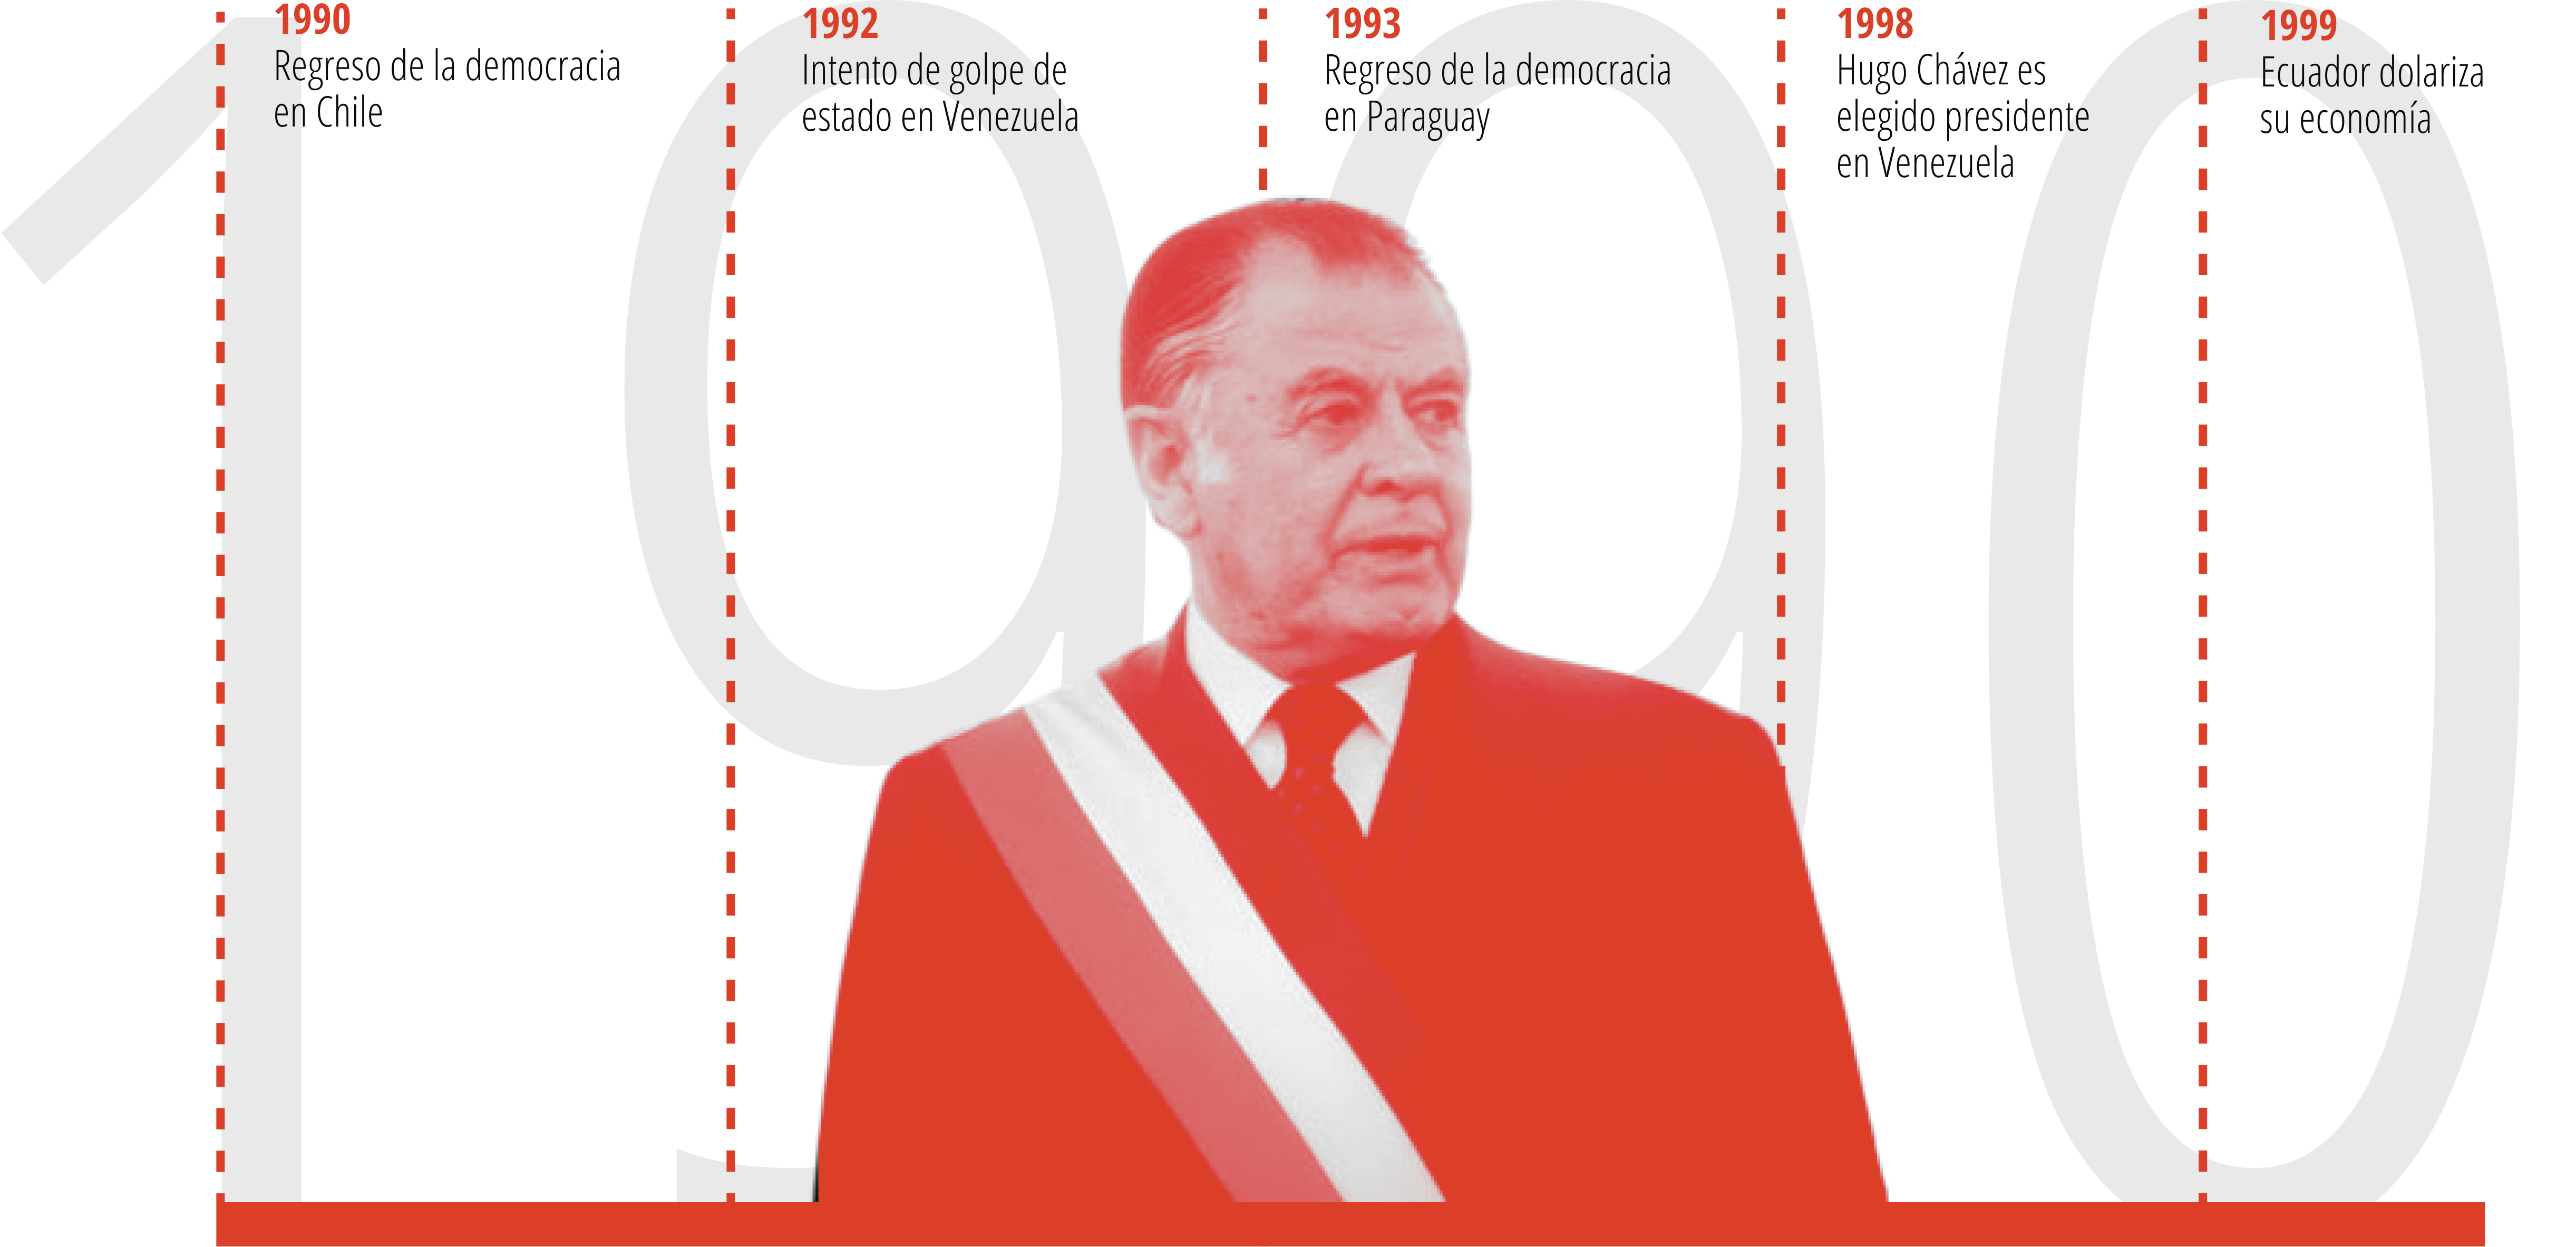 1990
Regreso de la democracia
en Chile
1992
Intento de golpe de
estado en Venezuela
1993
Regreso de la democracia
en Paraguay
1998
Hugo Chávez es
elegido presidente
en Venezuela
1999
Ecuador dolariza
su economía
1990